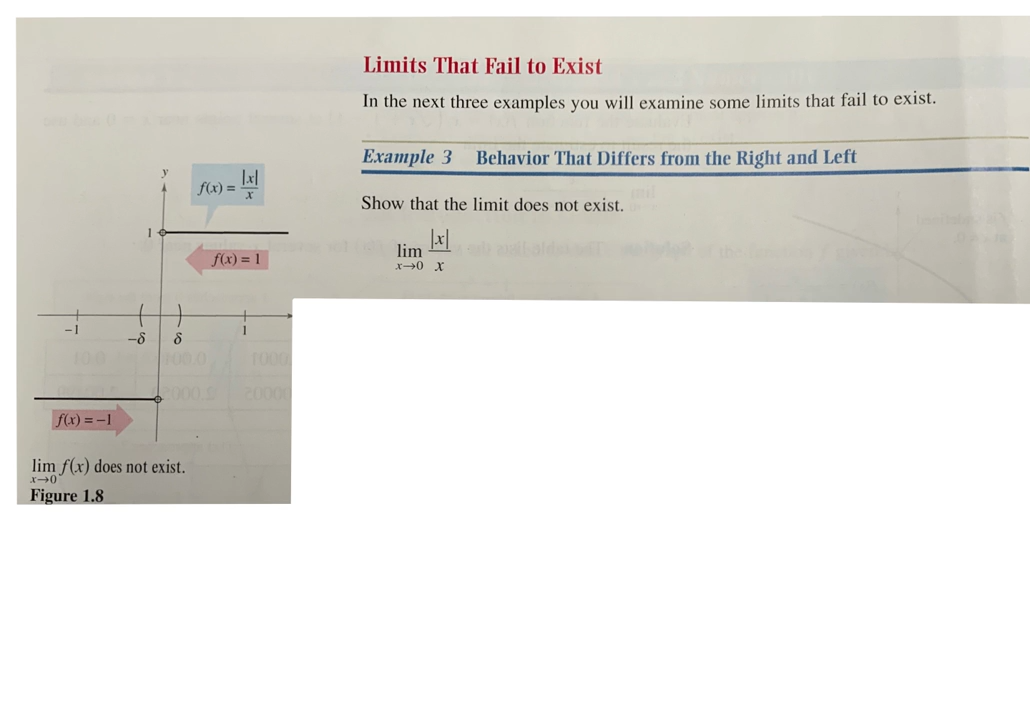 Limits That Fail to Exist
In the next three examples you will examine some limits that fail to exist.
Example 3 Behavior That Differs from the Right and Left
Show that the limit does not exist.
lim |x|/x
x→0
y
f(x) = |x|/x
1
f(x) = 1
−1
−δ
δ
1
f(x) = −1
lim f(x) does not exist.
x→0
Figure 1.8